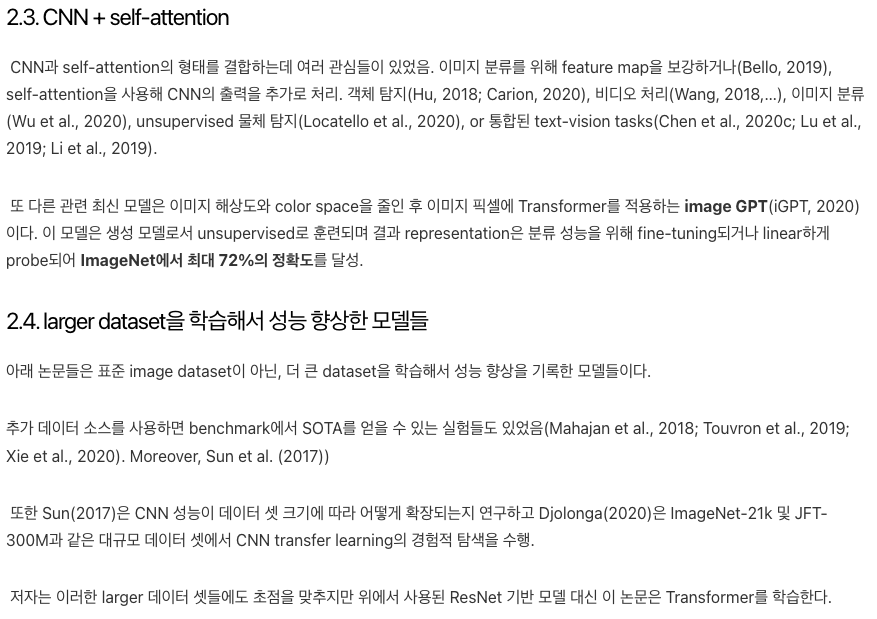 2.3. CNN + self-attention
CNN과 self-attention의 형태를 결합하는데 여러 관심들이 있었음. 이미지 분류를 위해 feature map을 보강하거나(Bello, 2019),
self-attention을 사용해 CNN의 출력을 추가로 처리. 객체 탐지(Hu, 2018; Carion, 2020), 비디오 처리(Wang, 2018,...), 이미지 분류
(Wu et al., 2020), unsupervised 물체 탐지(Locatello et al., 2020), or 통합된 text-vision tasks(Chen et al., 2020c; Lu et al.,
2019; Li et al., 2019).
또 다른 관련 최신 모델은 이미지 해상도와 color space을 줄인 후 이미지 픽셀에 Transformer를 적용하는 image GPT(iGPT, 2020)
이다. 이 모델은 생성 모델로서 unsupervised로 훈련되며 결과 representation은 분류 성능을 위해 fine-tuning되거나 linear하게
probe되어 ImageNet에서 최대 72%의 정확도를 달성.
2.4. larger dataset을 학습해서 성능 향상한 모델들
아래 논문들은 표준 image dataset이 아닌, 더 큰 dataset을 학습해서 성능 향상을 기록한 모델들이다.
추가 데이터 소스를 사용하면 benchmark에서 SOTA를 얻을 수 있는 실험들도 있었음(Mahajan et al., 2018; Touvron et al., 2019;
Xie et al., 2020). Moreover, Sun et al. (2017))
또한 Sun(2017)은 CNN 성능이 데이터 셋 크기에 따라 어떻게 확장되는지 연구하고 Djolonga(2020)은 ImageNet-21k 및 JFT-
300M과 같은 대규모 데이터 셋에서 CNN transfer learning의 경험적 탐색을 수행.
저자는 이러한 larger 데이터 셋들에도 초점을 맞추지만 위에서 사용된 ResNet 기반 모델 대신 이 논문은 Transformer를 학습한다.